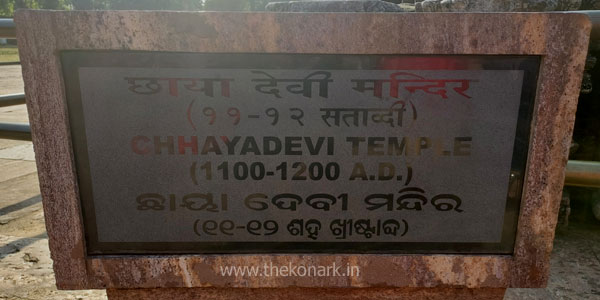 छाया देवी मन्दिर
(११-१२ सताब्दी)
CHHAYADEVI TEMPLE
(1100-1200 A.D.)
ଛାୟା ଦେବୀ ମନ୍ଦିର
(୧୧-୧୨ ଶହ ଖ୍ରୀଷ୍ଟାବ୍ଦ)
www.thekonark.in